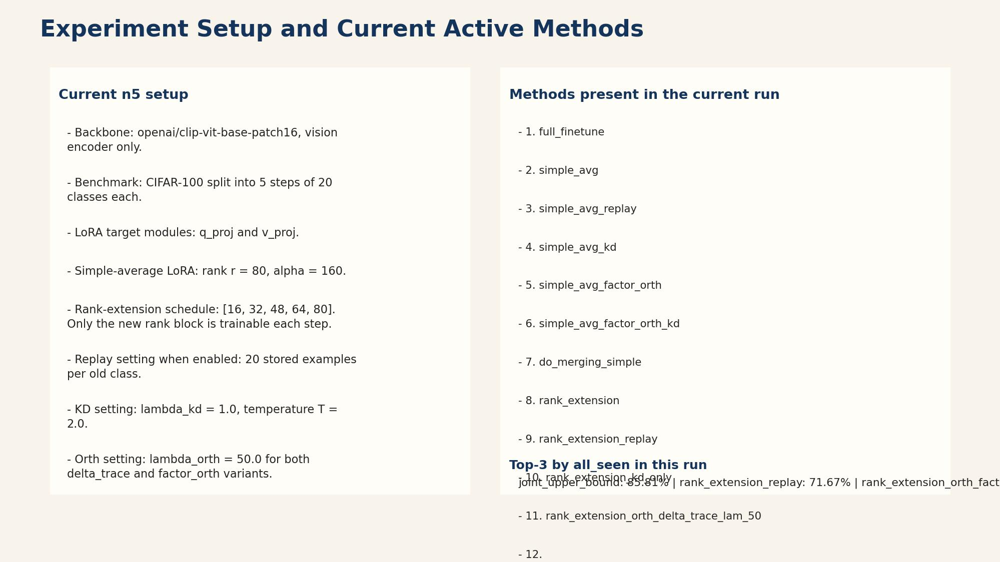 Experiment Setup and Current Active Methods
Current n5 setup
- Backbone: openai/clip-vit-base-patch16, vision
encoder only.
- Benchmark: CIFAR-100 split into 5 steps of 20
classes each.
- LoRA target modules: q_proj and v_proj.
- Simple-average LoRA: rank r = 80, alpha = 160.
- Rank-extension schedule: [16, 32, 48, 64, 80].
Only the new rank block is trainable each step.
- Replay setting when enabled: 20 stored examples
per old class.
- KD setting: lambda_kd = 1.0, temperature T =
2.0.
- Orth setting: lambda_orth = 50.0 for both
delta_trace and factor_orth variants.
Methods present in the current run
- 1. full_finetune
- 2. simple_avg
- 3. simple_avg_replay
- 4. simple_avg_kd
- 5. simple_avg_factor_orth
- 6. simple_avg_factor_orth_kd
- 7. do_merging_simple
- 8. rank_extension
- 9. rank_extension_replay
Top-3 by all_seen in this run
- 10. rank_extension_kd_only
joint_upper_bound: 85.81% | rank_extension_replay: 71.67% | rank_extension_orth_fact
- 11. rank_extension_orth_delta_trace_lam_50
- 12.